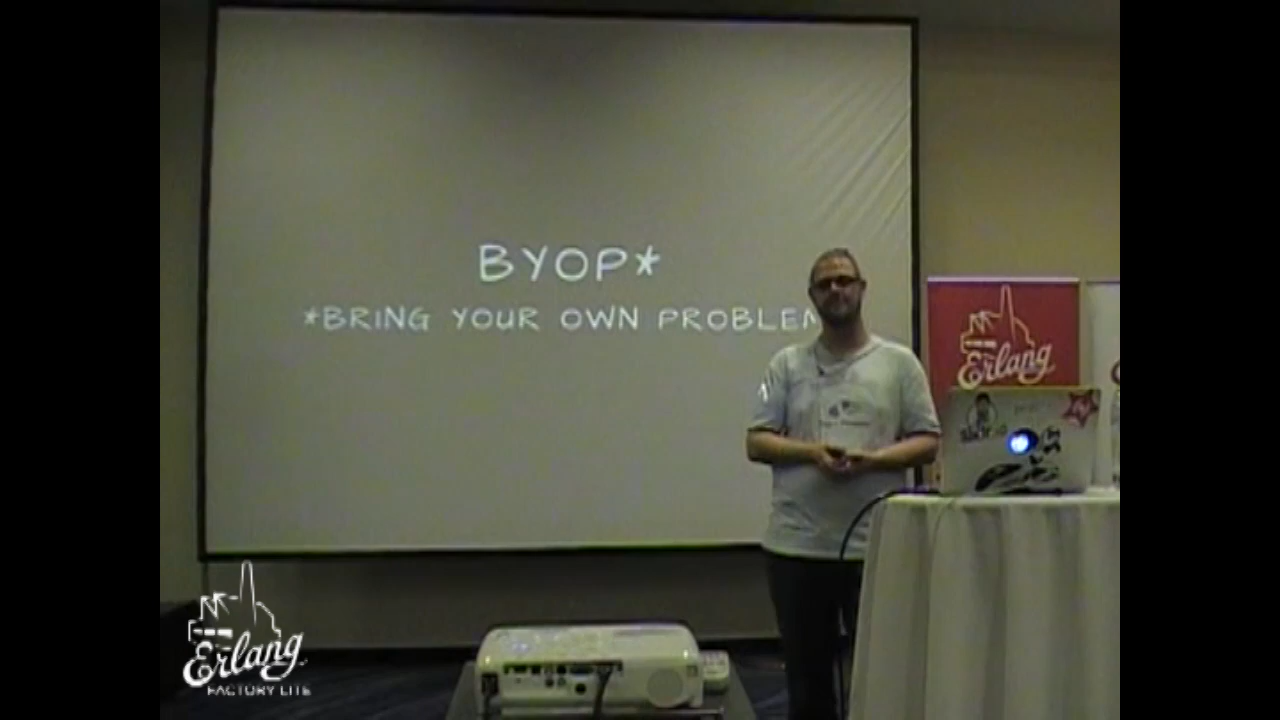 BYOP*
*BRING YOUR OWN PROBLEM
Erlang
Erlang
FACTORY LITE